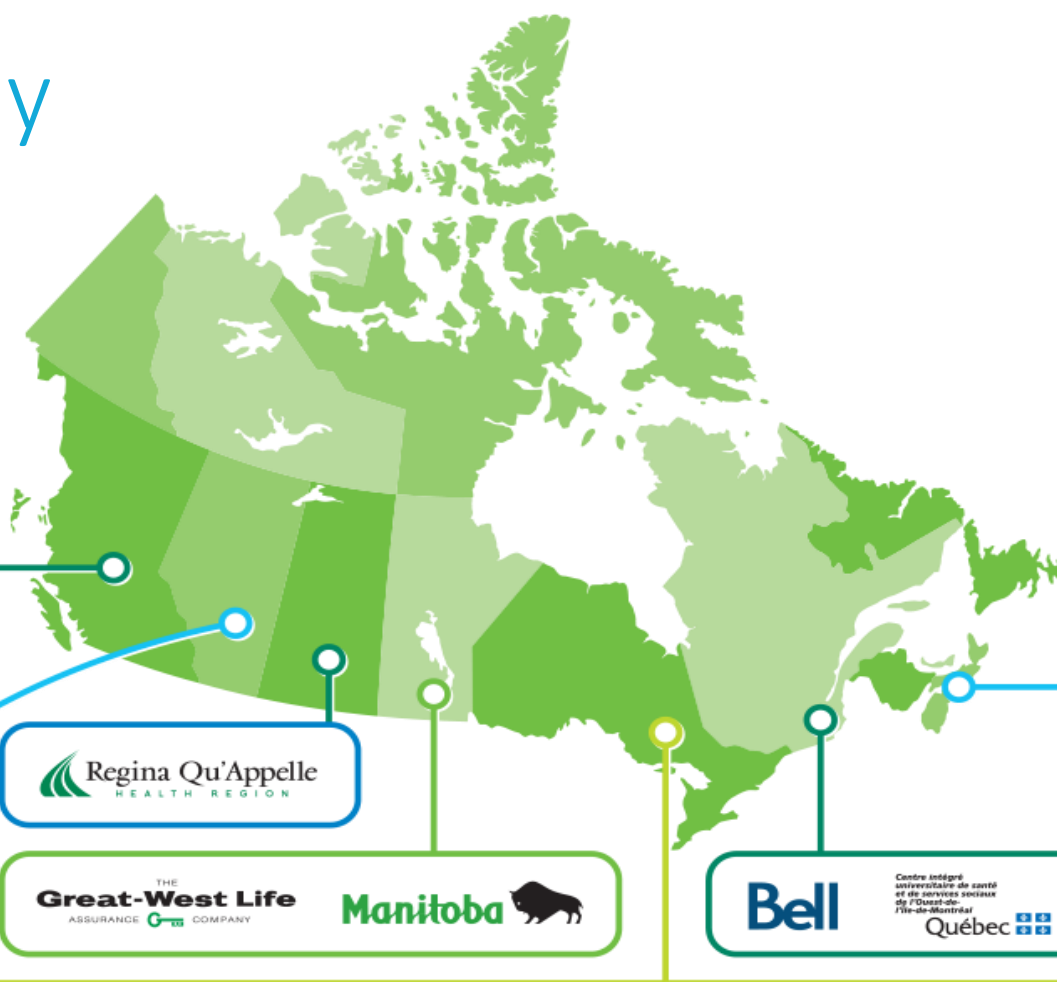 y
Regina Qu'Appelle
HEALTH REGION
THE
Great-West Life
ASSURANCE COMPANY
Manitoba
Bell
Centre intégré
universitaire de santé
et de services sociaux
de l'Ouest-de-
l'Île-de-Montréal
Québec